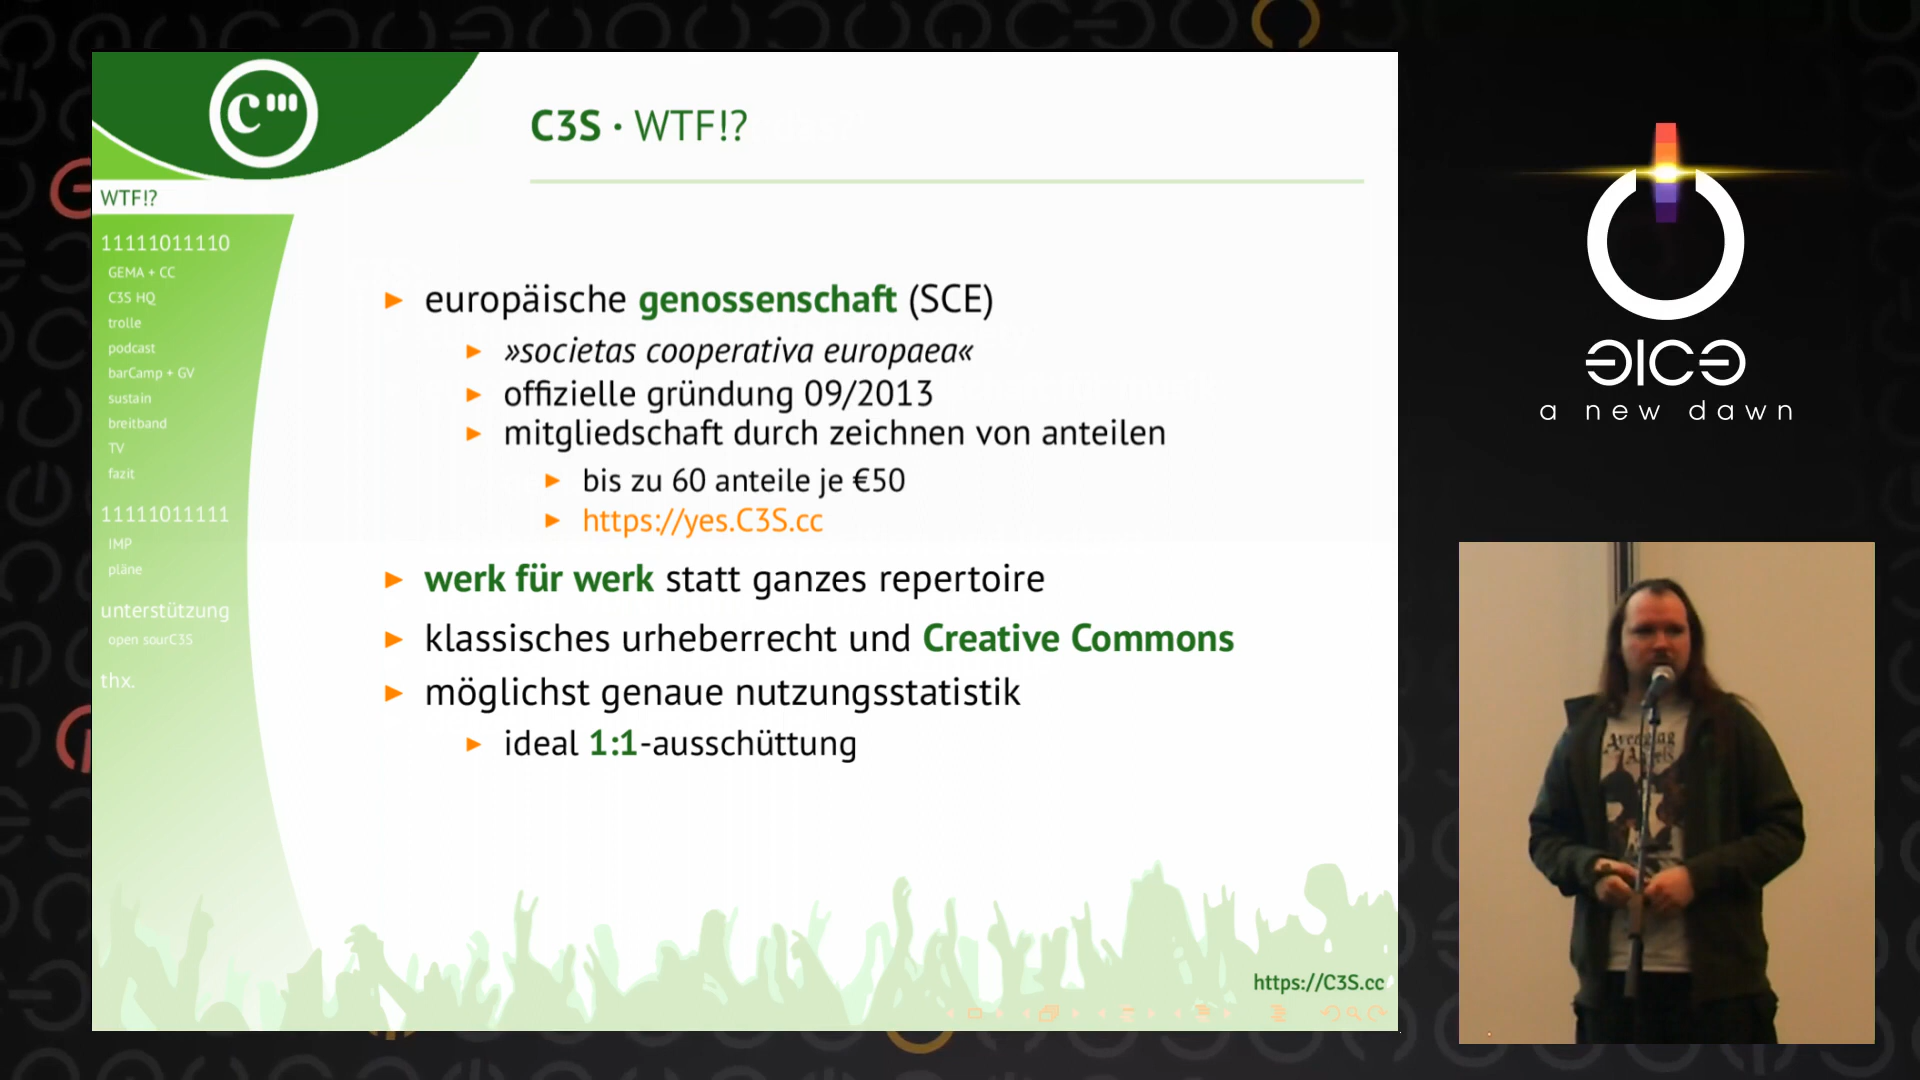 C3S · WTF!?
WTF!?
11111011110
GEMA + CC
C3S HQ
trolle
podcast
barCamp + GV
sustain
breitband
TV
fazit
11111011111
IMP
pläne
unterstützung
open sourC3S
thx.
► europäische genossenschaft (SCE)
► »societas cooperativa europaea«
► offizielle gründung 09/2013
► mitgliedschaft durch zeichnen von anteilen
► bis zu 60 anteile je €50
► https://yes.C3S.cc
► werk für werk statt ganzes repertoire
► klassisches urheberrecht und Creative Commons
► möglichst genaue nutzungsstatistik
► ideal 1:1-ausschüttung
https://C3S.cc
a new dawn
Avenging
Angels